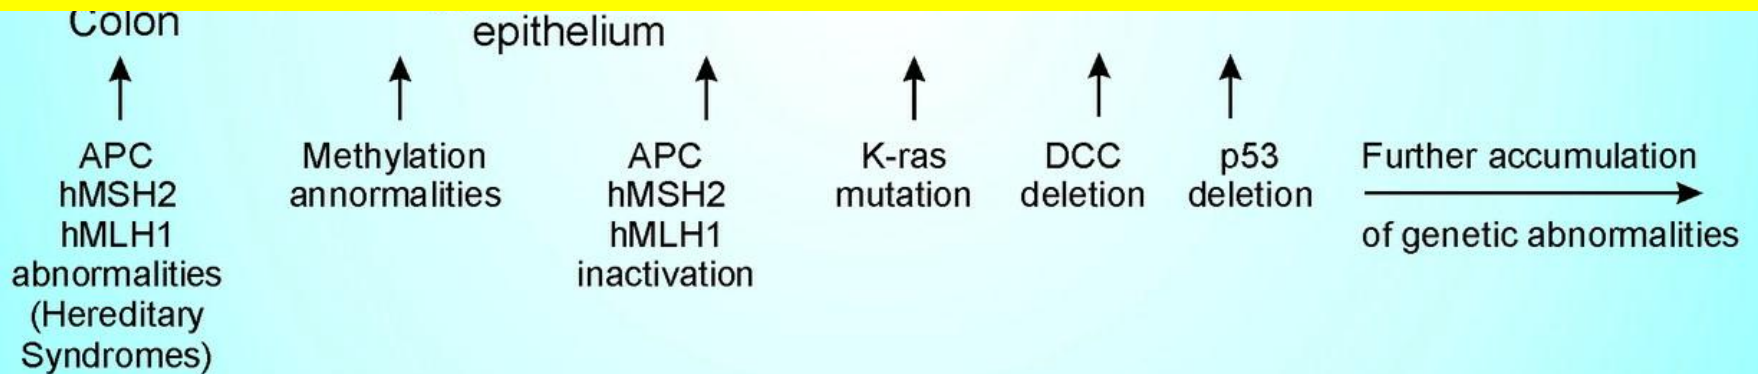 Colon
epithelium
APC
hMSH2
hMLH1
abnormalities
(Hereditary
Syndromes)
Methylation
annormalities
APC
hMSH2
hMLH1
inactivation
K-ras
mutation
DCC
deletion
p53
deletion
Further accumulation
of genetic abnormalities